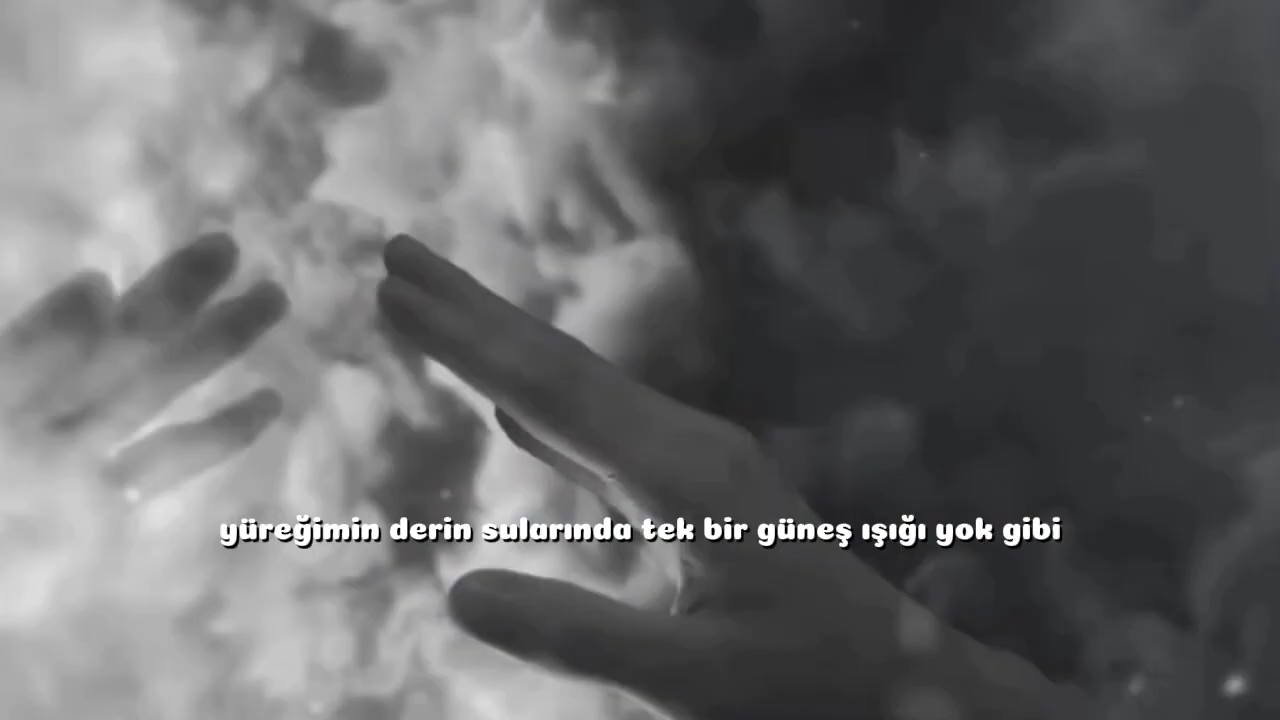 yüreğimin derin sularında tek bir güneş ışığı yok gibi